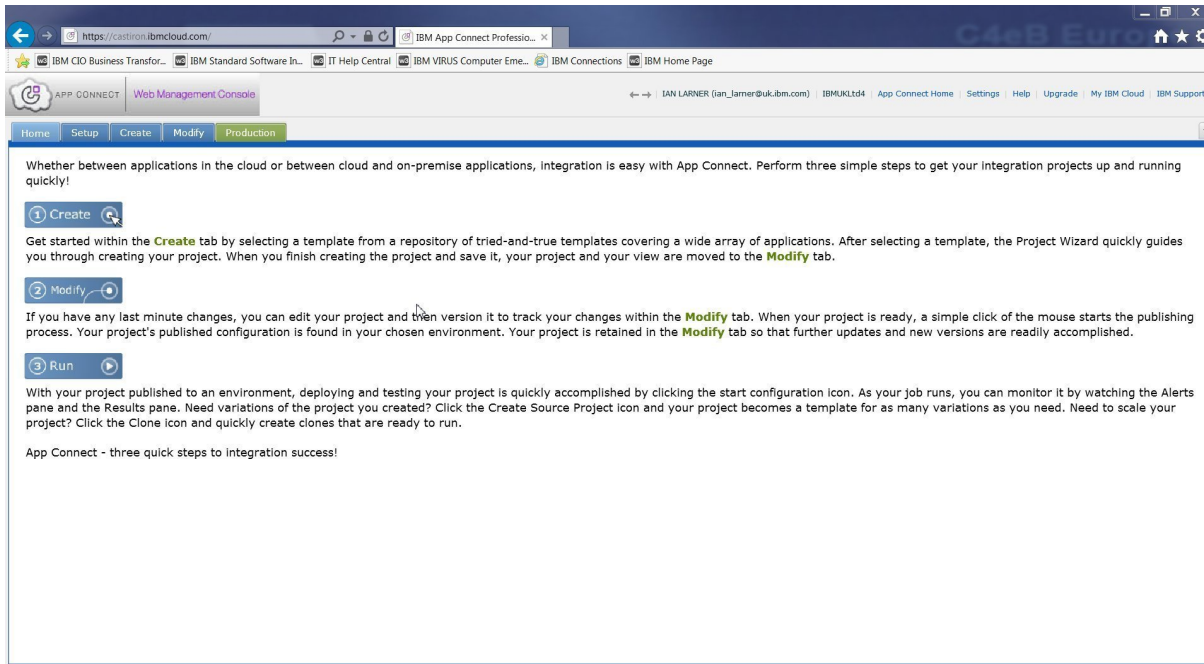 C4eB Euro
https://castiron.ibmcloud.com/
IBM App Connect Professio...
IBM CIO Business Transfor...
IBM Standard Software In...
IT Help Central
IBM VIRUS Computer Eme...
IBM Connections
IBM Home Page
APP CONNECT
Web Management Console
IAN LARNER (ian_larner@uk.ibm.com)
IBMUKLtd4
App Connect Home
Settings
Help
Upgrade
My IBM Cloud
IBM Support
Home
Setup
Create
Modify
Production
Whether between applications in the cloud or between cloud and on-premise applications, integration is easy with App Connect. Perform three simple steps to get your integration projects up and running
quickly!
1 Create
Get started within the Create tab by selecting a template from a repository of tried-and-true templates covering a wide array of applications. After selecting a template, the Project Wizard quickly guides
you through creating your project. When you finish creating the project and save it, your project and your view are moved to the Modify tab.
2 Modify
If you have any last minute changes, you can edit your project and then version it to track your changes within the Modify tab. When your project is ready, a simple click of the mouse starts the publishing
process. Your project's published configuration is found in your chosen environment. Your project is retained in the Modify tab so that further updates and new versions are readily accomplished.
3 Run
With your project published to an environment, deploying and testing your project is quickly accomplished by clicking the start configuration icon. As your job runs, you can monitor it by watching the Alerts
pane and the Results pane. Need variations of the project you created? Click the Create Source Project icon and your project becomes a template for as many variations as you need. Need to scale your
project? Click the Clone icon and quickly create clones that are ready to run.
App Connect - three quick steps to integration success!